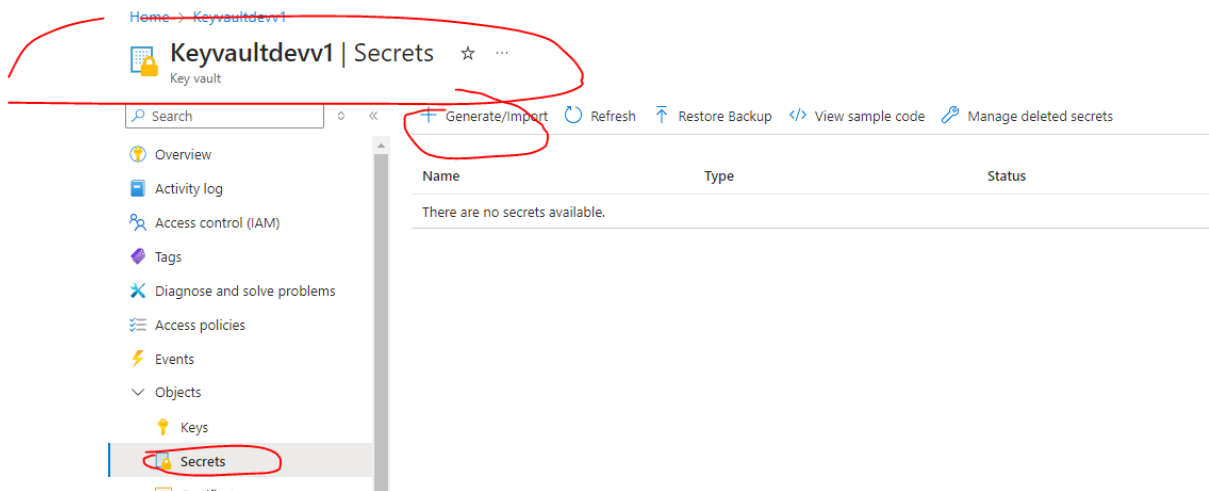 Home > Keyvaultdevv1
Keyvaultdevv1 | Secrets
Key vault
Search
Generate/Import Refresh Restore Backup View sample code Manage deleted secrets
Overview
Activity log
Access control (IAM)
Tags
Diagnose and solve problems
Access policies
Events
Objects
Keys
Secrets
Name Type Status
There are no secrets available.